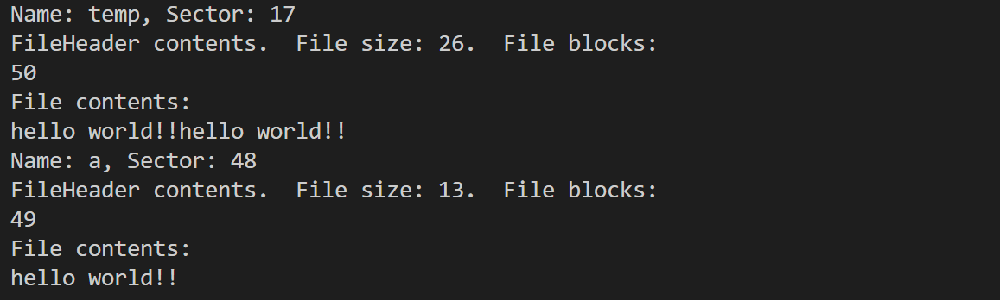 Name: temp, Sector: 17
FileHeader contents.  File size: 26.  File blocks:
50
File contents:
hello world!!hello world!!
Name: a, Sector: 48
FileHeader contents.  File size: 13.  File blocks:
49
File contents:
hello world!!